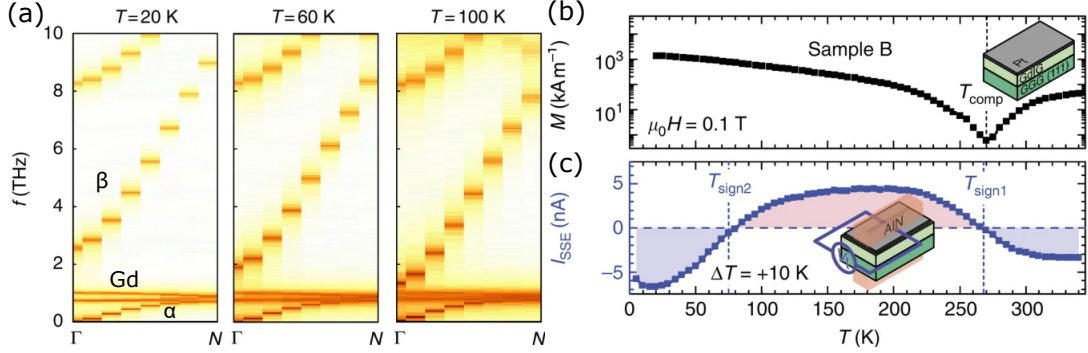 (a)
T = 20 K
T = 60 K
T = 100 K
f (THz)
10
8
6
4
2
0
β
Gd
α
Γ
N
Γ
N
Γ
N
(b)
M (kAm⁻¹)
10³
10¹
Sample B
μ₀H = 0.1 T
T_comp
Pt
GdIG
GGG (111)
(c)
I_SSE (nA)
5
0
−5
T_sign2
T_sign1
AlN
V
ΔT = +10 K
0 50 100 150 200 250 300
T (K)